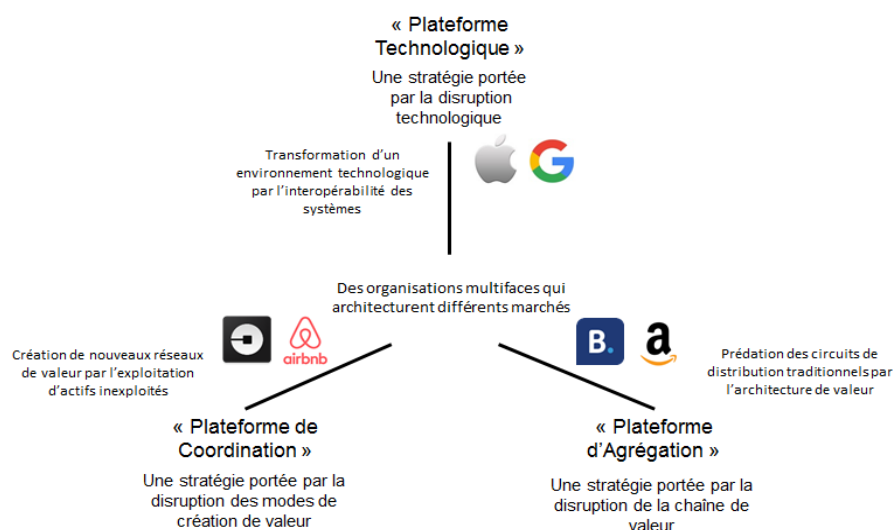 « Plateforme
Technologique »
Une stratégie portée
par la disruption
technologique
Transformation d'un
environnement technologique
par l'interopérabilité des
systèmes
Des organisations multifaces qui
architecturent différents marchés
airbnb
B.
a
Création de nouveaux réseaux
de valeur par l'exploitation
d'actifs inexploités
Prédation des circuits de
distribution traditionnels par
l'architecture de valeur
« Plateforme de
Coordination »
Une stratégie portée par la
disruption des modes de
création de valeur
« Plateforme
d'Agrégation »
Une stratégie portée par la
disruption de la chaîne de
valeur